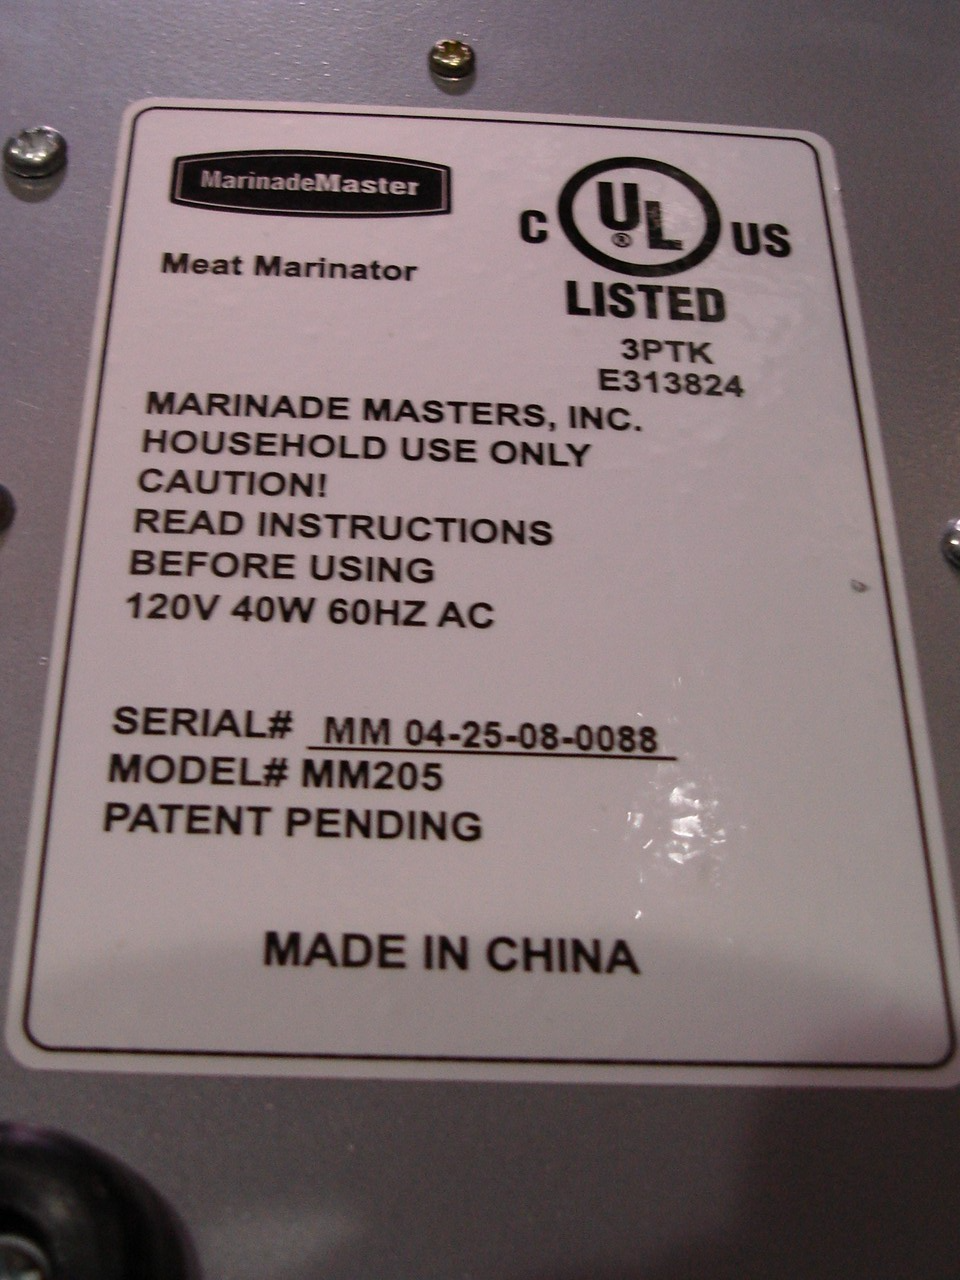 MarinadeMaster
Meat Marinator
C UL® US
LISTED
3PTK
E313824
MARINADE MASTERS, INC.
HOUSEHOLD USE ONLY
CAUTION!
READ INSTRUCTIONS
BEFORE USING
120V 40W 60HZ AC
SERIAL# MM 04-25-08-0088
MODEL# MM205
PATENT PENDING
MADE IN CHINA